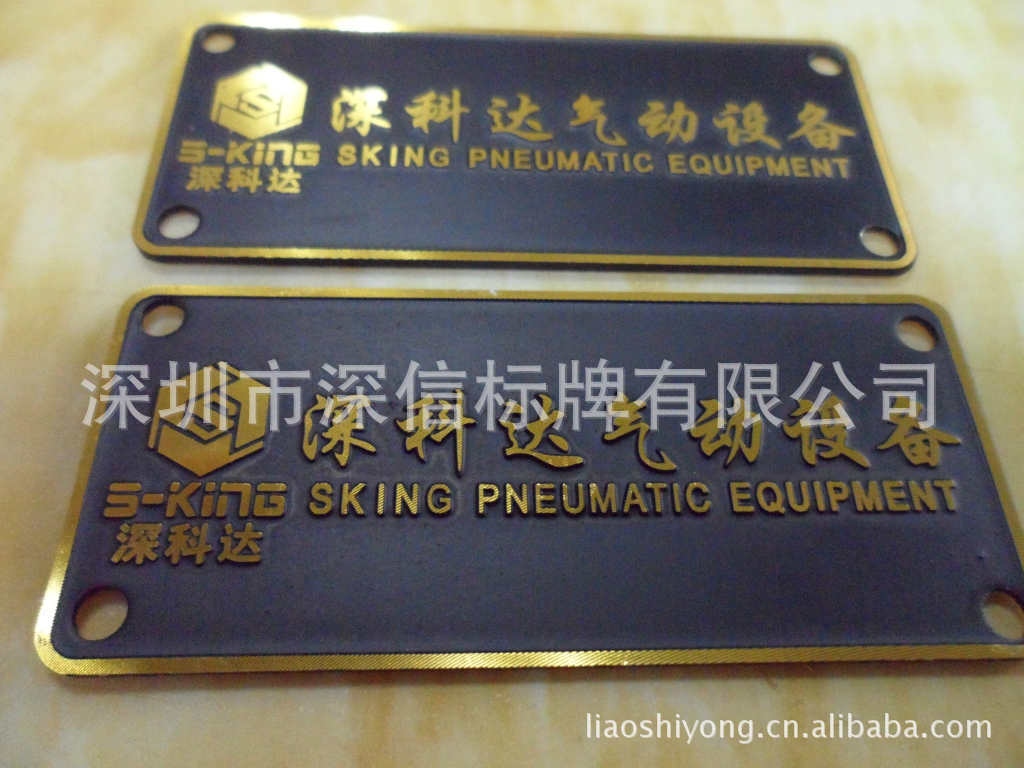 深科达气动设备
S-KING SKING PNEUMATIC EQUIPMENT
深科达
深圳市深信标牌有限公司
深科达气动设备
S-KING SKING PNEUMATIC EQUIPMENT
深科达
liaoshiyong.cn.alibaba.com